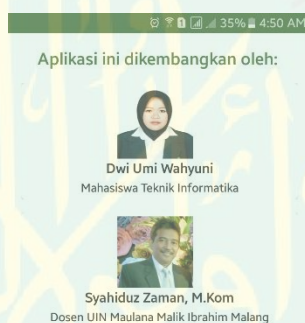 35% 4:50 AM
Aplikasi ini dikembangkan oleh:
Dwi Umi Wahyuni
Mahasiswa Teknik Informatika
Syahiduz Zaman, M.Kom
Dosen UIN Maulana Malik Ibrahim Malang